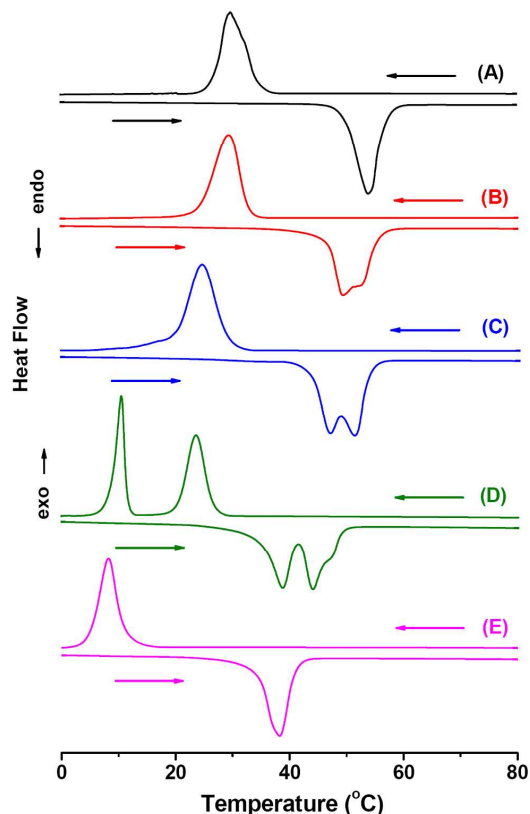 (A)
(B)
(C)
(D)
(E)
exo → Heat Flow ← endo
0 20 40 60 80
Temperature (°C)